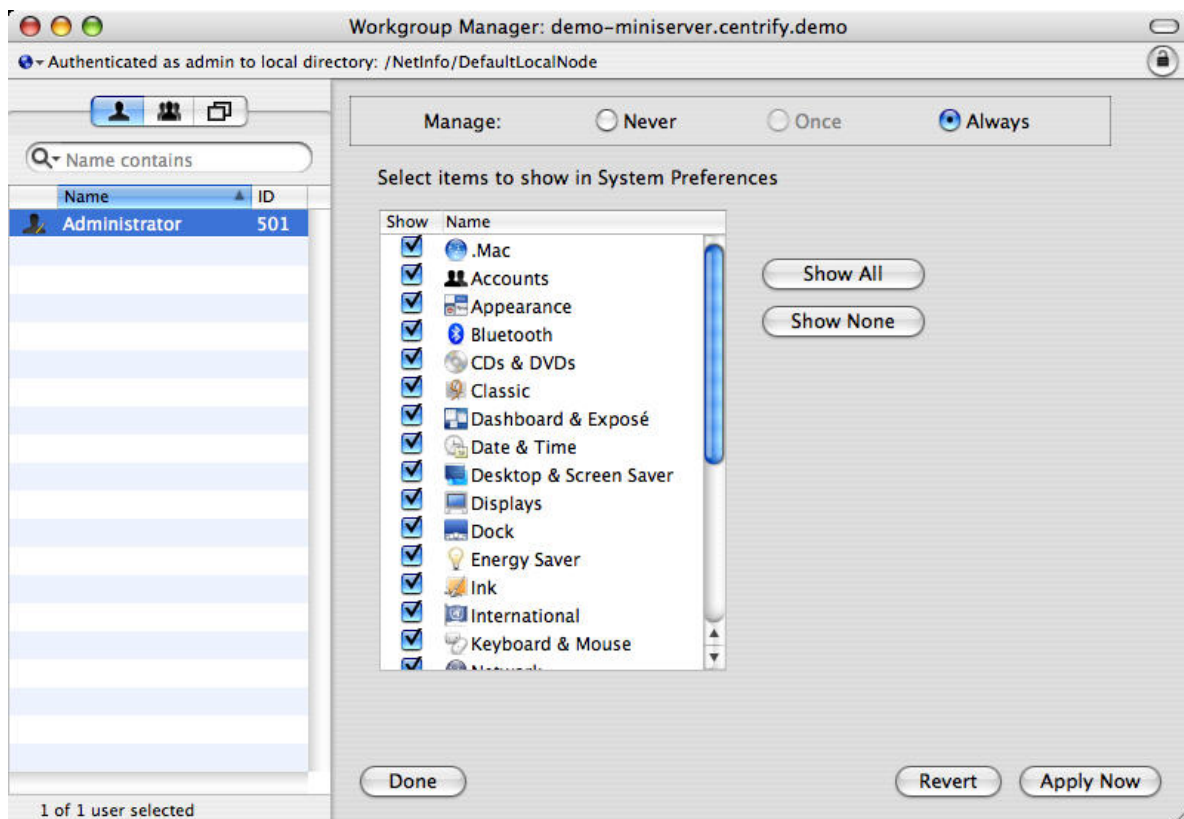 Workgroup Manager: demo-miniserver.centrify.demo
Authenticated as admin to local directory: /NetInfo/DefaultLocalNode
Name contains
Name ID
Administrator 501
1 of 1 user selected
Manage: Never Once Always
Select items to show in System Preferences
Show Name
.Mac
Accounts
Appearance
Bluetooth
CDs & DVDs
Classic
Dashboard & Exposé
Date & Time
Desktop & Screen Saver
Displays
Dock
Energy Saver
Ink
International
Keyboard & Mouse
Network
Show All
Show None
Done Revert Apply Now